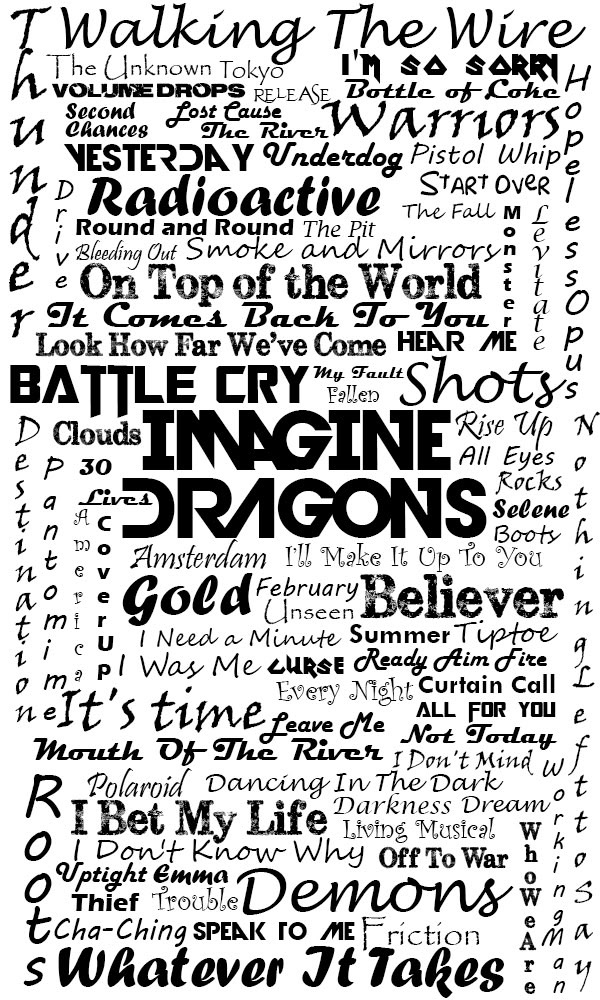 Thunder
Walking The Wire
The Unknown
Tokyo
I'M SO SORRY
Hopeless Opus
VOLUME DROPS
RELEASE
Bottle of Coke
Second
Chances
Lost Cause
The River
Warriors
YESTERDAY
Underdog
Pistol Whip
Drive
Radioactive
START OVER
The Fall
Monster
Levitate
Round and Round
The Pit
Bleeding Out
Smoke and Mirrors
On Top of the World
It Comes Back To You
Look How Far We've Come
HEAR ME
BATTLE CRY
My Fault
Fallen
Shots
Destination
Clouds
IMAGINE
DRAGONS
Rise Up
Nothing Left to Say
Pantomime
30
Lives
All Eyes
Rocks
Selene
Boots
America
Cover Up
Amsterdam
I'll Make It Up To You
Gold
February
Unseen
Believer
I Need a Minute
Summer
Tiptoe
I Was Me
CURSE
Ready Aim Fire
Every Night
Curtain Call
It's time
Leave Me
ALL FOR YOU
Not Today
Mouth Of The River
I Don't Mind
Roots
Polaroid
Dancing In The Dark
Working Man
I Bet My Life
Darkness Dream
Living Musical
Who We Are
I Don't Know Why
Off To War
Uptight Emma
Thief
Trouble
Demons
Cha-Ching
SPEAK TO ME
Friction
Whatever It Takes